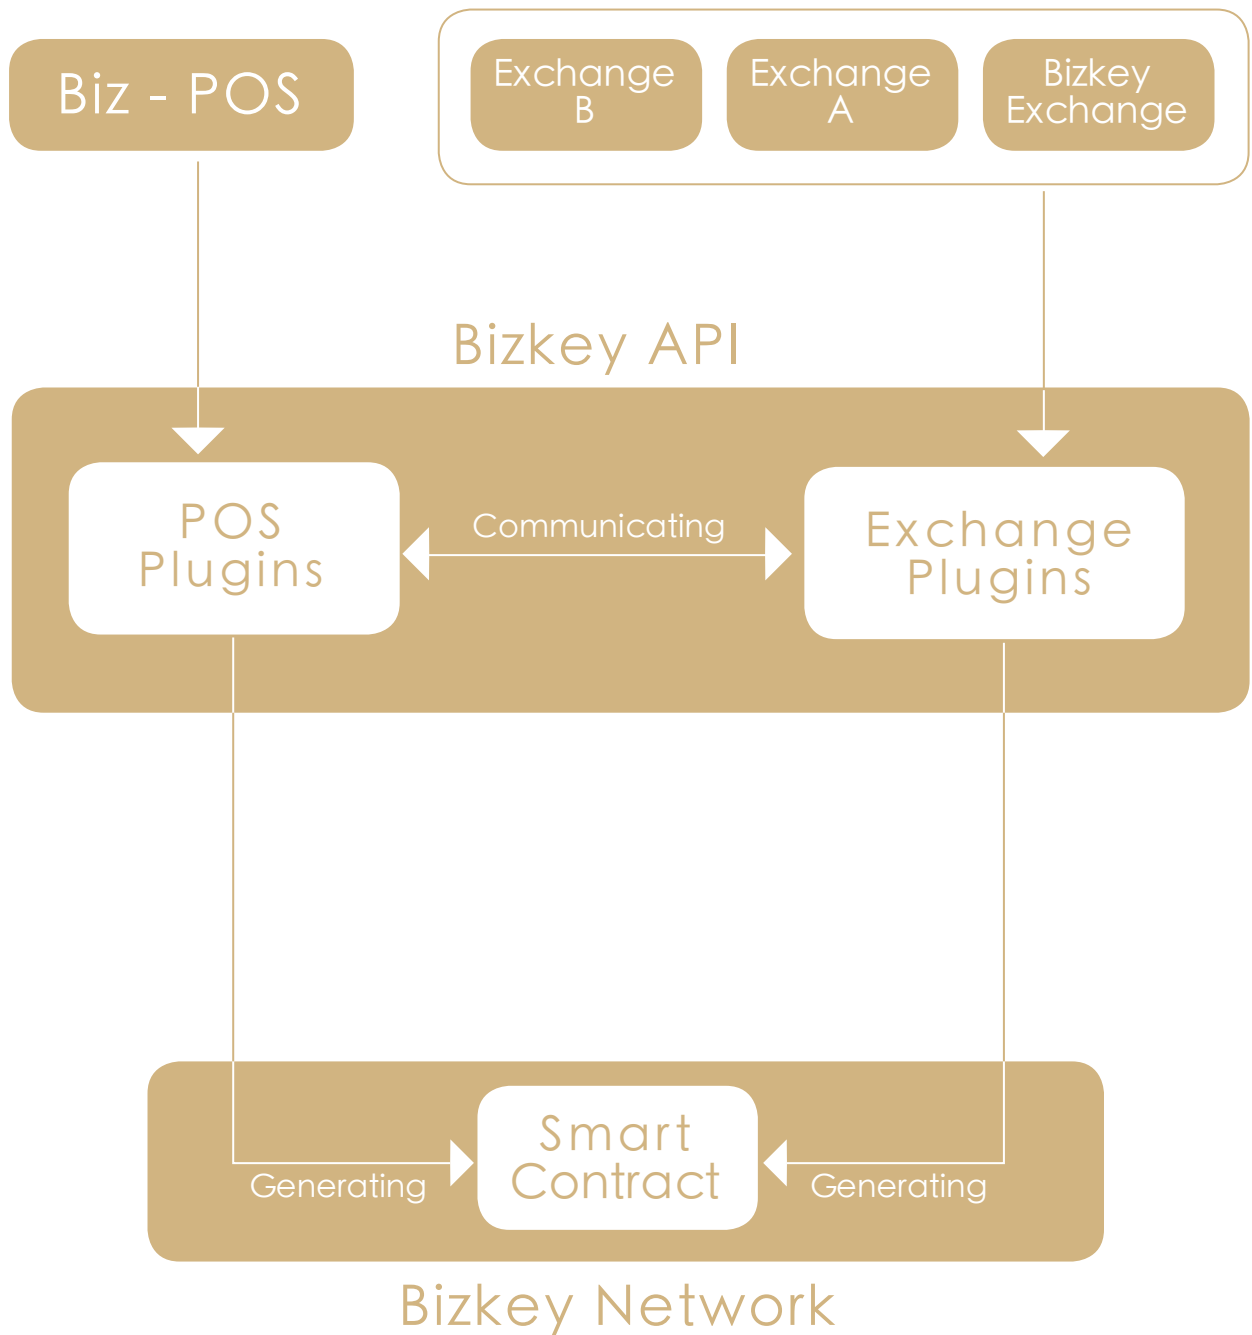 Biz - POS
Exchange
B
Exchange
A
Bizkey
Exchange
Bizkey API
POS
Plugins
Communicating
Exchange
Plugins
Smart
Contract
Generating
Generating
Bizkey Network